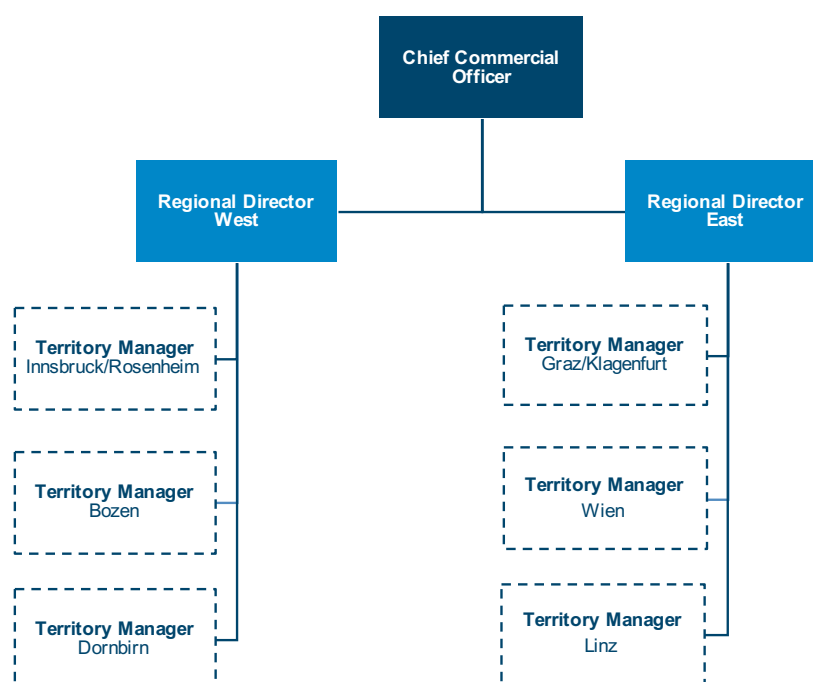 Chief Commercial
Officer
Regional Director
West
Regional Director
East
Territory Manager
Innsbruck/Rosenheim
Territory Manager
Bozen
Territory Manager
Dornbirn
Territory Manager
Graz/Klagenfurt
Territory Manager
Wien
Territory Manager
Linz